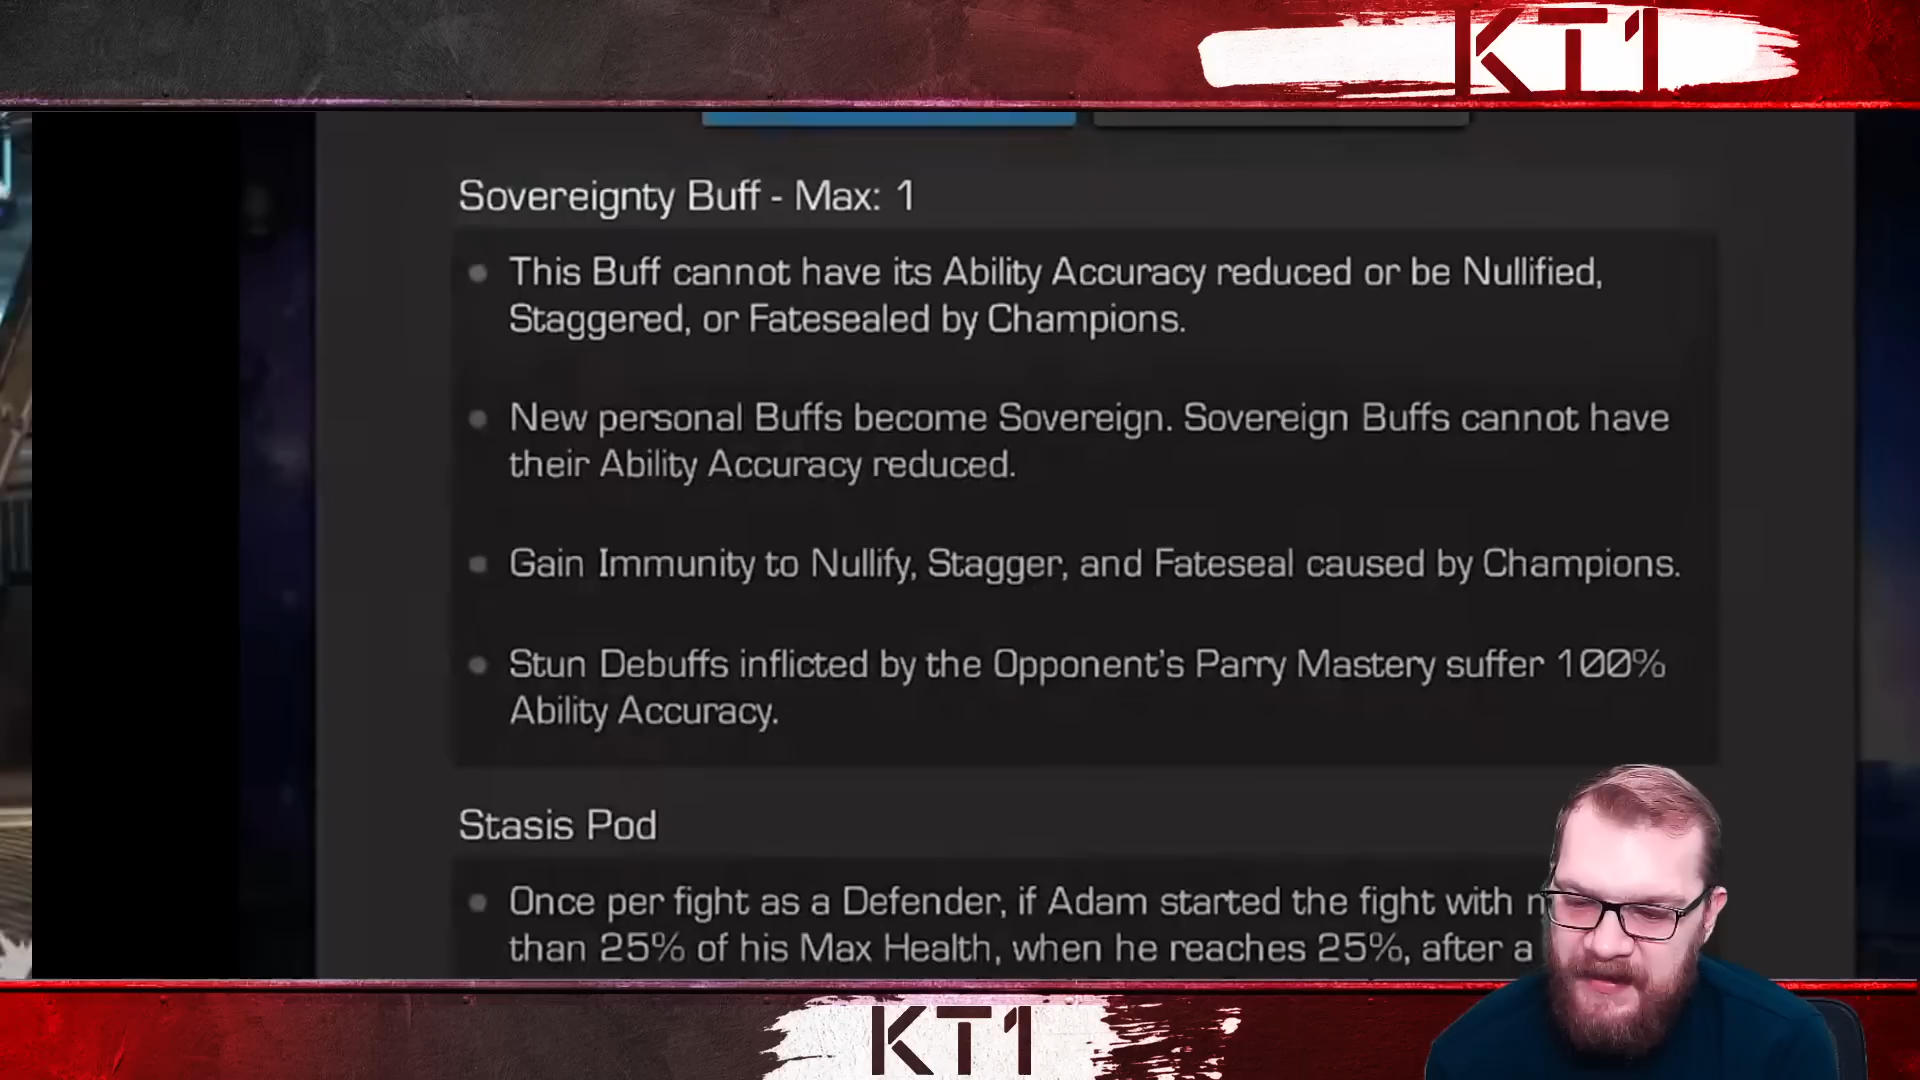 KT1
Sovereignty Buff - Max: 1
This Buff cannot have its Ability Accuracy reduced or be Nullified,
Staggered, or Fatesealed by Champions.
New personal Buffs become Sovereign. Sovereign Buffs cannot have
their Ability Accuracy reduced.
Gain Immunity to Nullify, Stagger, and Fateseal caused by Champions.
Stun Debuffs inflicted by the Opponent's Parry Mastery suffer 100%
Ability Accuracy.
Stasis Pod
Once per fight as a Defender, if Adam started the fight with
than 25% of his Max Health, when he reaches 25%, after a
KT1